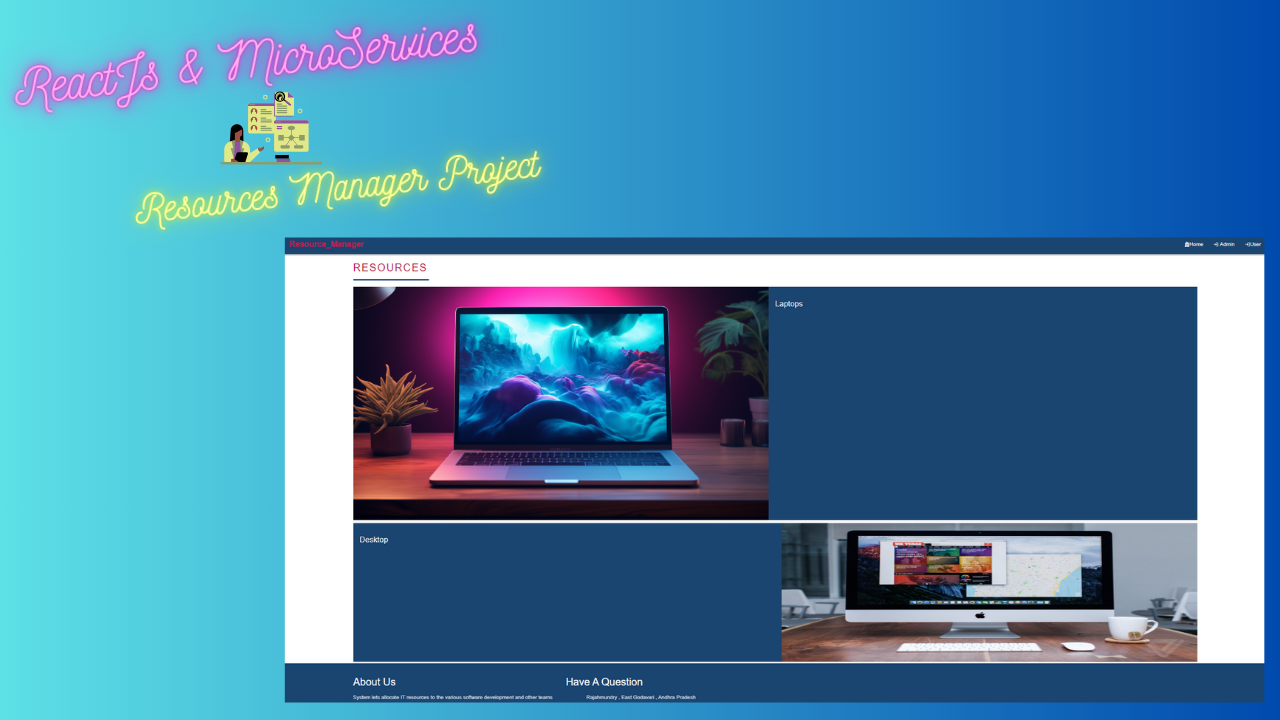 ReactJs & MicroServices
Resources Manager Project
Resource_Manager
Home Admin User
RESOURCES
Laptops
Desktop
About Us
Have A Question
System lets allocate IT resources to the various software development and other teams
Rajahmundry , East Godavari , Andhra Pradesh